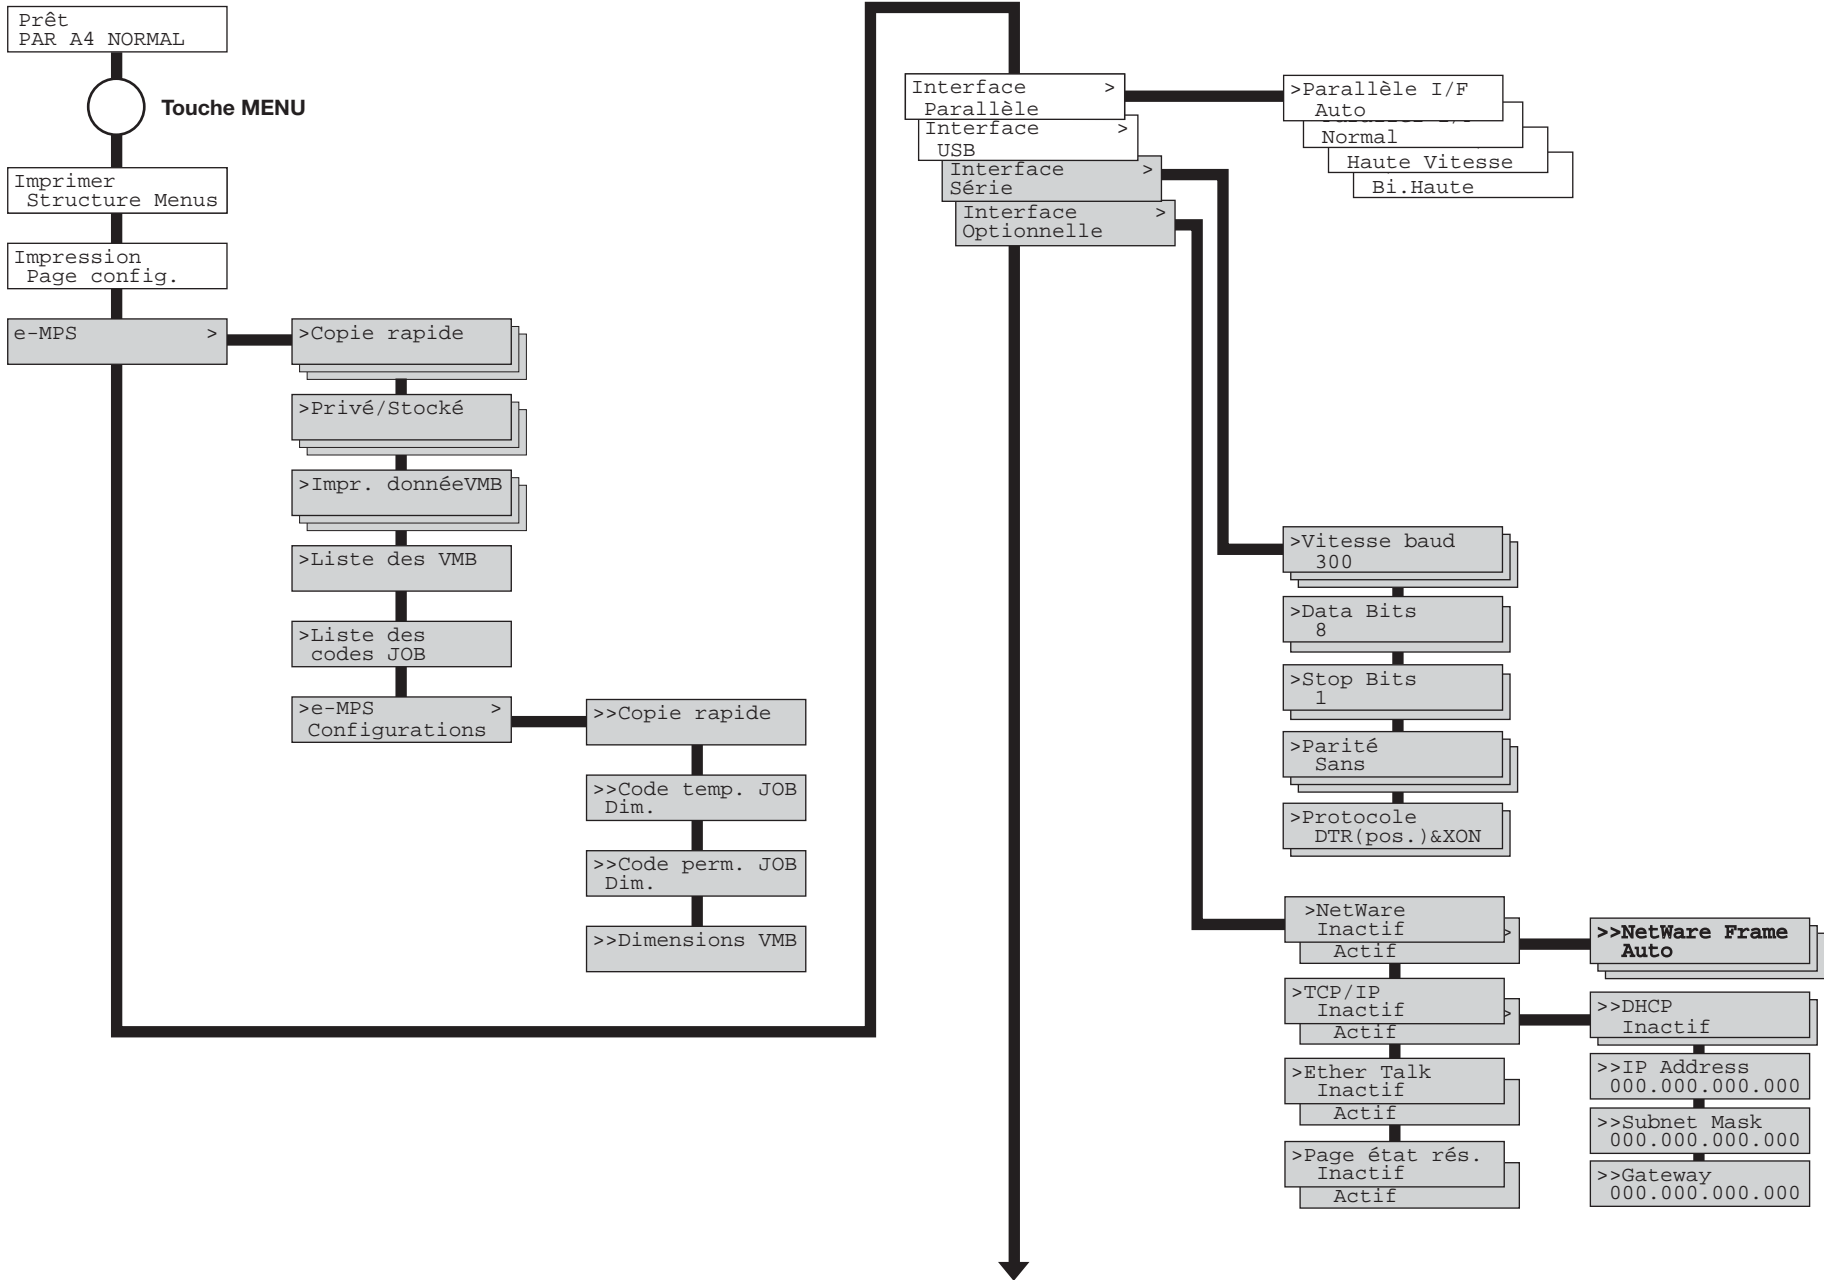 Prêt
PAR A4 NORMAL
Touche MENU
Imprimer
Structure Menus
Impression
Page config.
e-MPS >
>Copie rapide
>Privé/Stocké
>Impr. donnéeVMB
>Liste des VMB
>Liste des
codes JOB
>e-MPS >
Configurations
>>Copie rapide
>>Code temp. JOB
Dim.
>>Code perm. JOB
Dim.
>>Dimensions VMB
Interface >
Parallèle
Interface >
USB
Interface >
Série
Interface >
Optionnelle
>Parallèle I/F
Auto
Normal
Haute Vitesse
Bi.Haute
>Vitesse baud
300
>Data Bits
8
>Stop Bits
1
>Parité
Sans
>Protocole
DTR(pos.)&XON
>NetWare
Inactif
Actif >
>>NetWare Frame
Auto
>TCP/IP
Inactif
Actif >
>>DHCP
Inactif
>>IP Address
000.000.000.000
>>Subnet Mask
000.000.000.000
>>Gateway
000.000.000.000
>Ether Talk
Inactif
Actif
>Page état rés.
Inactif
Actif